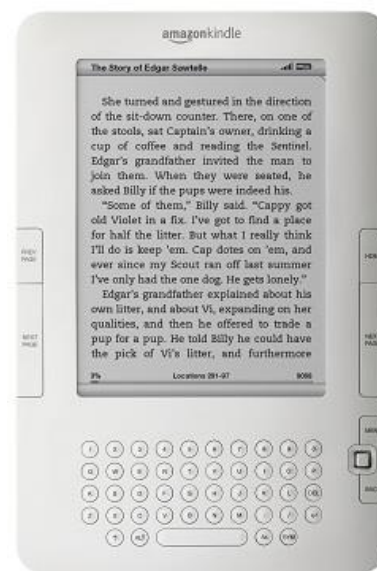 amazonkindle
The Story of Edgar Sawtelle
She turned and gestured in the direction
of the sit-down counter. There, on one of
the stools, sat Captain's owner, drinking a
cup of coffee and reading the Sentinel.
Edgar's grandfather invited the man to
join them. When they were seated, he
asked Billy if the pups were indeed his.
"Some of them," Billy said. "Cappy got
old Violet in a fix. I've got to find a place
for half the litter. But what I really think
I'll do is keep 'em. Cap dotes on 'em, and
ever since my Scout ran off last summer
I've only had the one dog. He gets lonely."
Edgar's grandfather explained about his
own litter, and about Vi, expanding on her
qualities, and then he offered to trade a
pup for a pup. He told Billy he could have
the pick of Vi's litter, and furthermore
Locations 291-97
PREV
PAGE
NEXT
PAGE